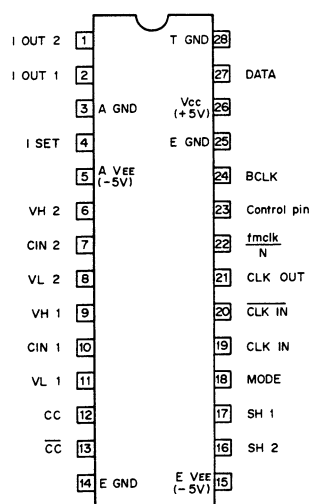 I OUT 2 1
I OUT 1 2
3 A GND
I SET 4
5 A VEE
(-5V)
VH 2 6
CIN 2 7
VL 2 8
VH 1 9
CIN 1 10
VL 1 11
CC 12
C̅C̅ 13
14 E GND
T GND 28
27 DATA
Vcc 26
(+5V)
E GND 25
24 BCLK
23 Control pin
22 fmclk
N
21 CLK OUT
20 C̅L̅K̅ I̅N̅
19 CLK IN
18 MODE
17 SH 1
16 SH 2
E VEE 15
(-5V)